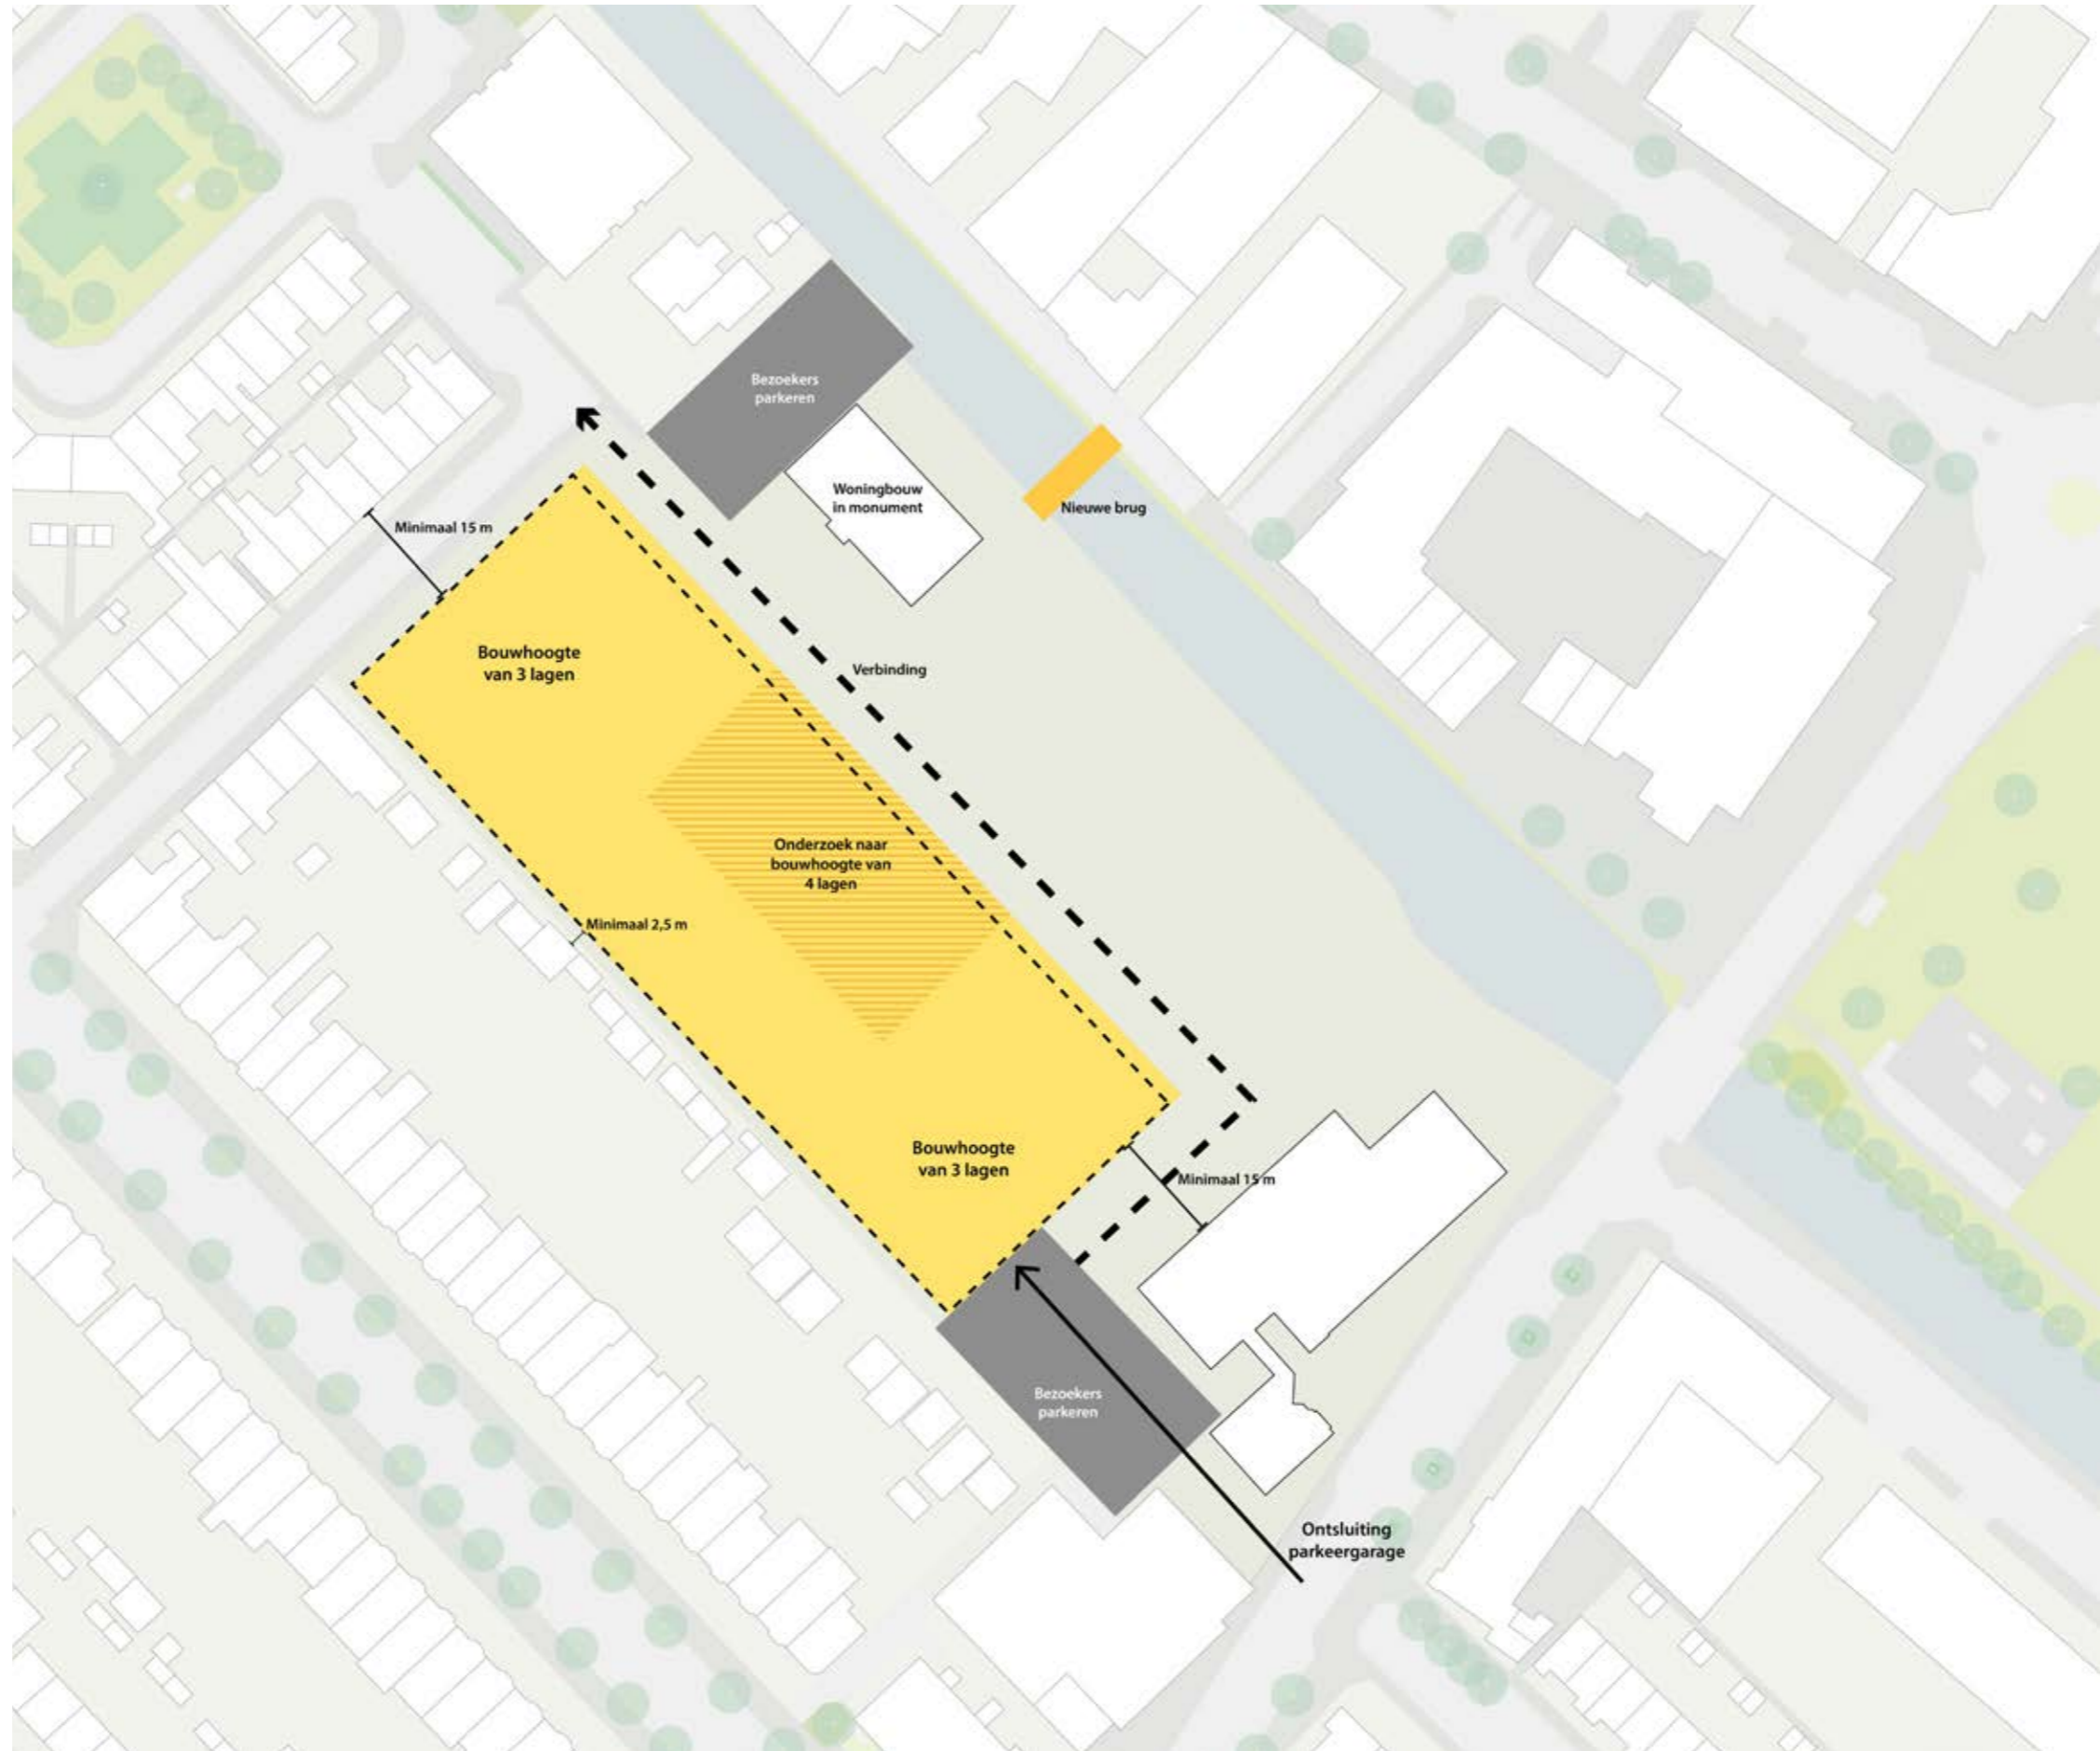 Bezoekers
parkeren
Woningbouw
in monument
Nieuwe brug
Minimaal 15 m
Bouwhoogte
van 3 lagen
Verbinding
Onderzoek naar
bouwhoogte van
4 lagen
Minimaal 2,5 m
Bouwhoogte
van 3 lagen
Minimaal 15 m
Bezoekers
parkeren
Ontsluiting
parkeergarage